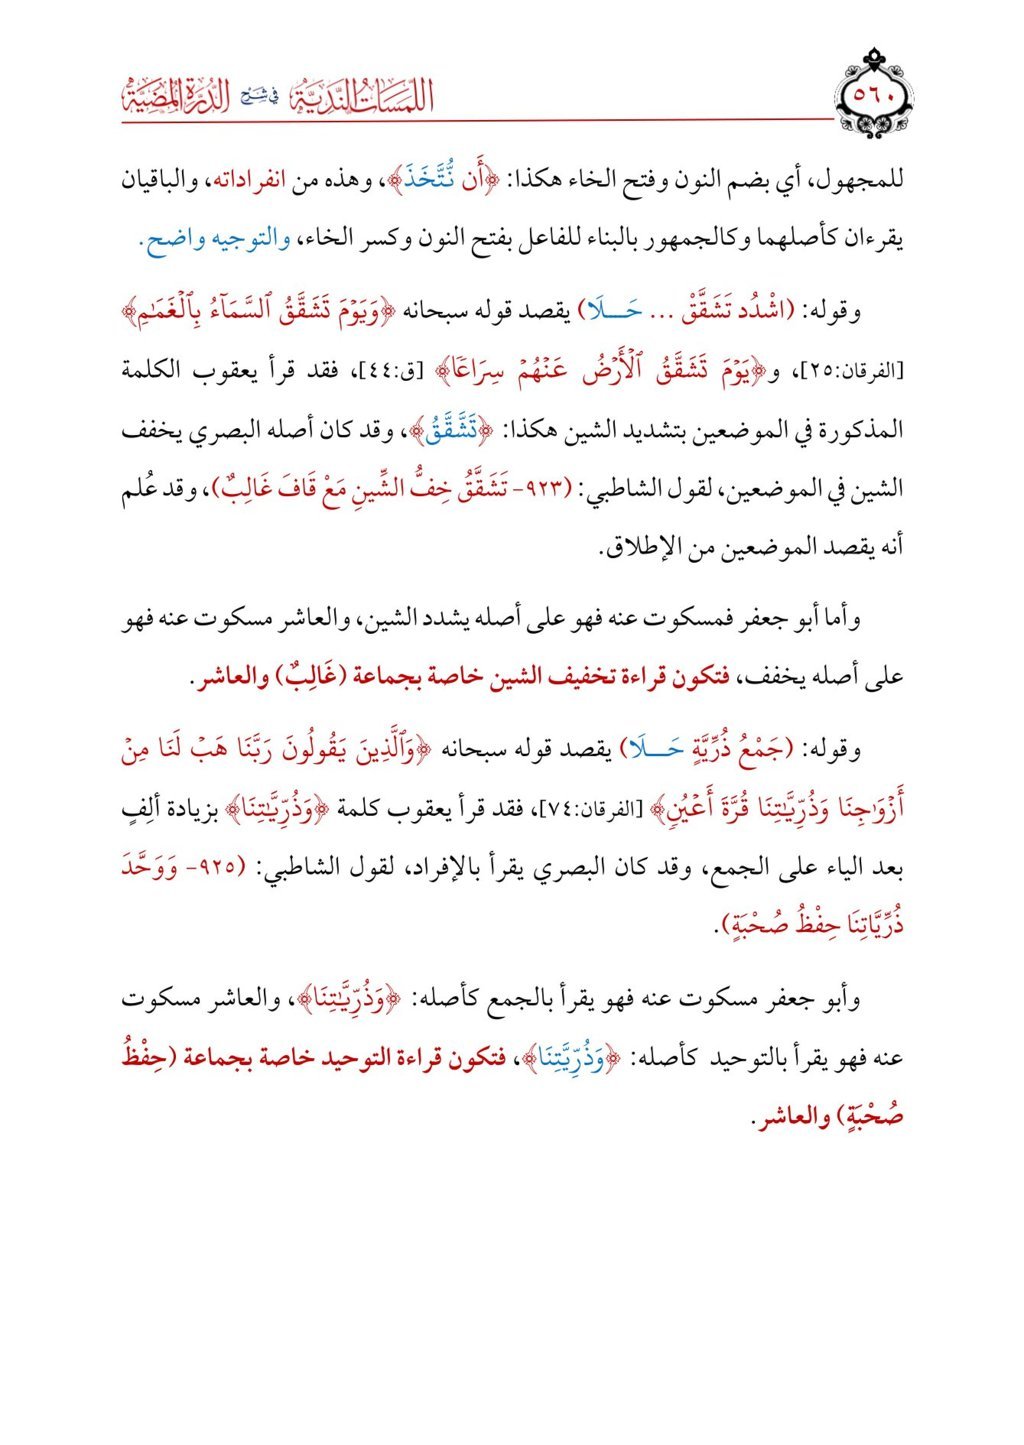 اللمسات الندية في شرح الدرة المضية
٥٦٠
للمجهول، أي بضم النون وفتح الخاء هكذا: ﴿أَن نُّتَّخَذَ﴾، وهذه من انفراداته، والباقيان
يقرءان كأصلهما وكالجمهور بالبناء للفاعل بفتح النون وكسر الخاء، والتوجيه واضح.
وقوله: (اشْدُد تَشَقَّقْ ... حَـــلَا) يقصد قوله سبحانه ﴿وَيَوۡمَ تَشَقَّقُ ٱلسَّمَآءُ بِٱلۡغَمَٰمِ﴾
[الفرقان:٢٥]، و﴿يَوۡمَ تَشَقَّقُ ٱلۡأَرۡضُ عَنۡهُمۡ سِرَاعٗا﴾ [ق:٤٤]، فقد قرأ يعقوب الكلمة
المذكورة في الموضعين بتشديد الشين هكذا: ﴿تَشَّقَّقُ﴾، وقد كان أصله البصري يخفف
الشين في الموضعين، لقول الشاطبي: (٩٢٣- تَشَقَّقُ خِفُّ الشِّينِ مَعْ قَافَ غَالِبٌ)، وقد عُلم
أنه يقصد الموضعين من الإطلاق.
وأما أبو جعفر فمسكوت عنه فهو على أصله يشدد الشين، والعاشر مسكوت عنه فهو
على أصله يخفف، فتكون قراءة تخفيف الشين خاصة بجماعة (غَالِبٌ) والعاشر.
وقوله: (جَمْعُ ذُرِّيَّةٍ حَـــلَا) يقصد قوله سبحانه ﴿وَٱلَّذِينَ يَقُولُونَ رَبَّنَا هَبۡ لَنَا مِنۡ
أَزۡوَٰجِنَا وَذُرِّيَّٰتِنَا قُرَّةَ أَعۡيُنٖ﴾ [الفرقان:٧٤]، فقد قرأ يعقوب كلمة ﴿وَذُرِّيَّٰتِنَا﴾ بزيادة ألِفٍ
بعد الياء على الجمع، وقد كان البصري يقرأ بالإفراد، لقول الشاطبي: (٩٢٥- وَوَحَّدَ
ذُرِّيَّاتِنَا حِفْظُ صُحْبَةٍ).
وأبو جعفر مسكوت عنه فهو يقرأ بالجمع كأصله: ﴿وَذُرِّيَّٰتِنَا﴾، والعاشر مسكوت
عنه فهو يقرأ بالتوحيد كأصله: ﴿وَذُرِّيَّتِنَا﴾، فتكون قراءة التوحيد خاصة بجماعة (حِفْظُ
صُحْبَةٍ) والعاشر.